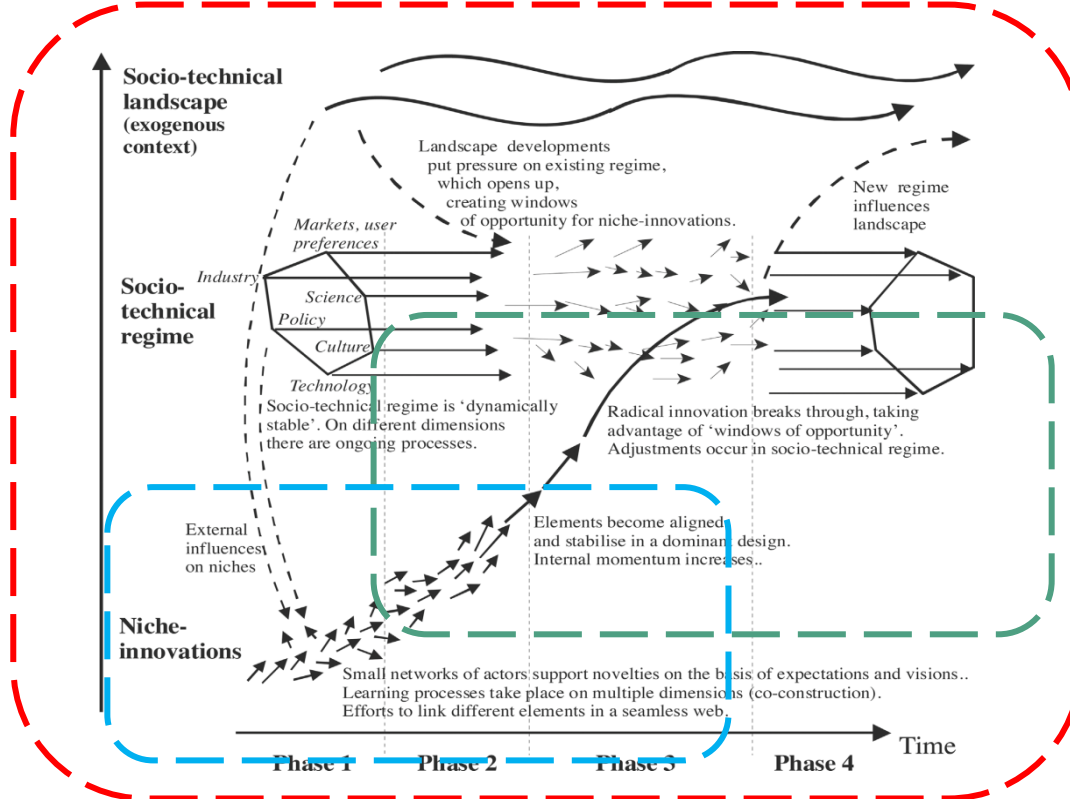 Socio-technical
landscape
(exogenous
context)
Landscape developments
put pressure on existing regime,
which opens up,
creating windows
of opportunity for niche-innovations.
New regime
influences
landscape
Markets, user
preferences
Industry
Science
Policy
Culture
Technology
Socio-
technical
regime
Socio-technical regime is ‘dynamically
stable’. On different dimensions
there are ongoing processes.
Radical innovation breaks through, taking
advantage of ‘windows of opportunity’.
Adjustments occur in socio-technical regime.
External
influences
on niches
Elements become aligned,
and stabilise in a dominant design.
Internal momentum increases..
Niche-
innovations
Small networks of actors support novelties on the basis of expectations and visions..
Learning processes take place on multiple dimensions (co-construction).
Efforts to link different elements in a seamless web.
Time
Phase 1
Phase 2
Phase 3
Phase 4